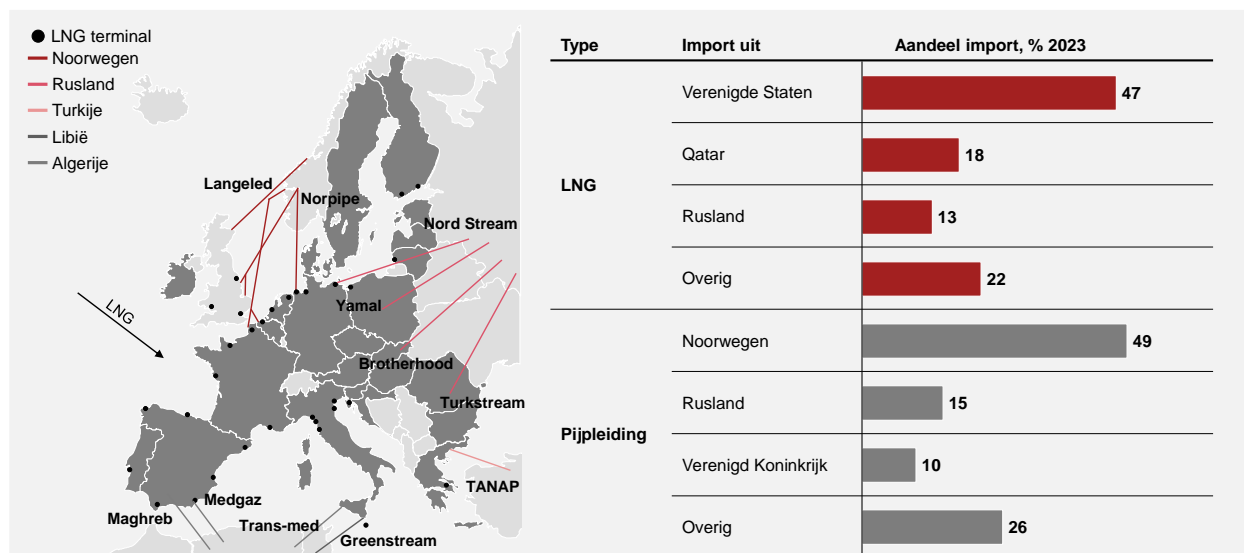 LNG terminal
Noorwegen
Rusland
Turkije
Libië
Algerije
Langeled
Norpipe
Nord Stream
Yamal
LNG
Brotherhood
Turkstream
TANAP
Medgaz
Maghreb
Trans-med
Greenstream
Type Import uit Aandeel import, % 2023
Verenigde Staten 47
Qatar 18
LNG
Rusland 13
Overig 22
Noorwegen 49
Rusland 15
Pijpleiding
Verenigd Koninkrijk 10
Overig 26